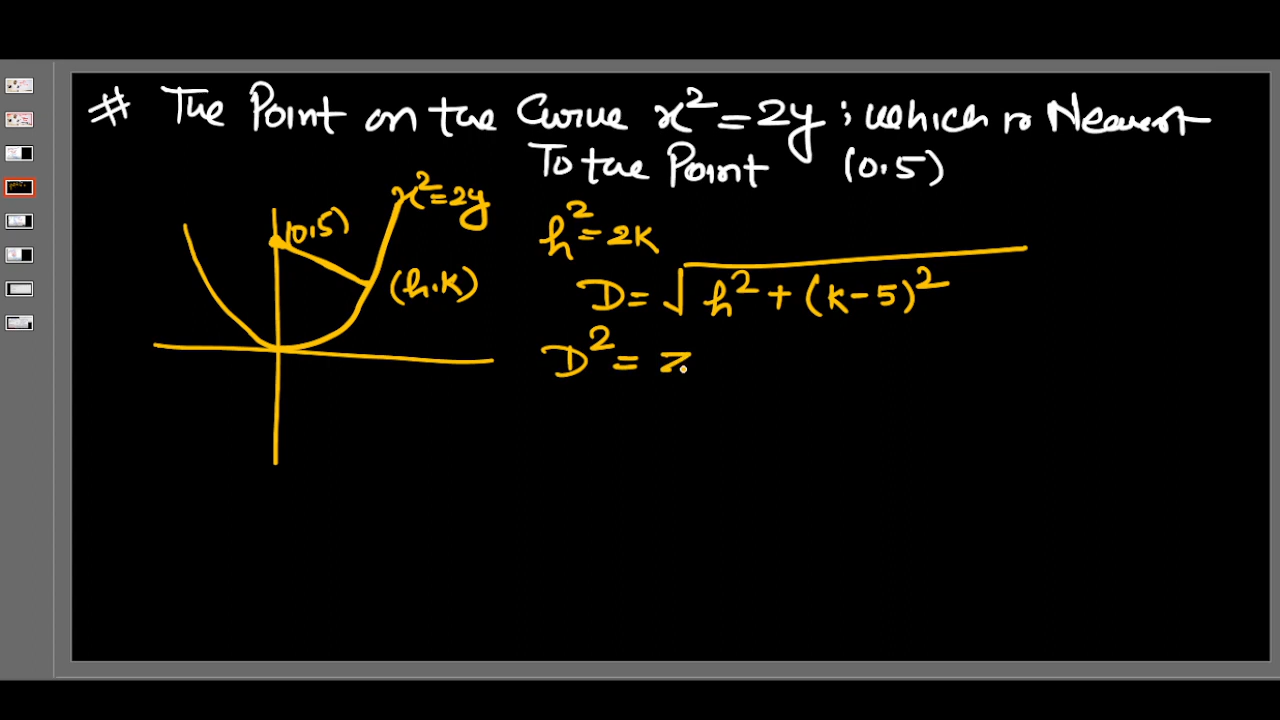 # The Point on the Curve x² = 2y ; which is Nearest
To the Point (0.5)
x² = 2y
(0.5)
(h.k)
h² = 2k
D = √h² + (k - 5)²
D² = z